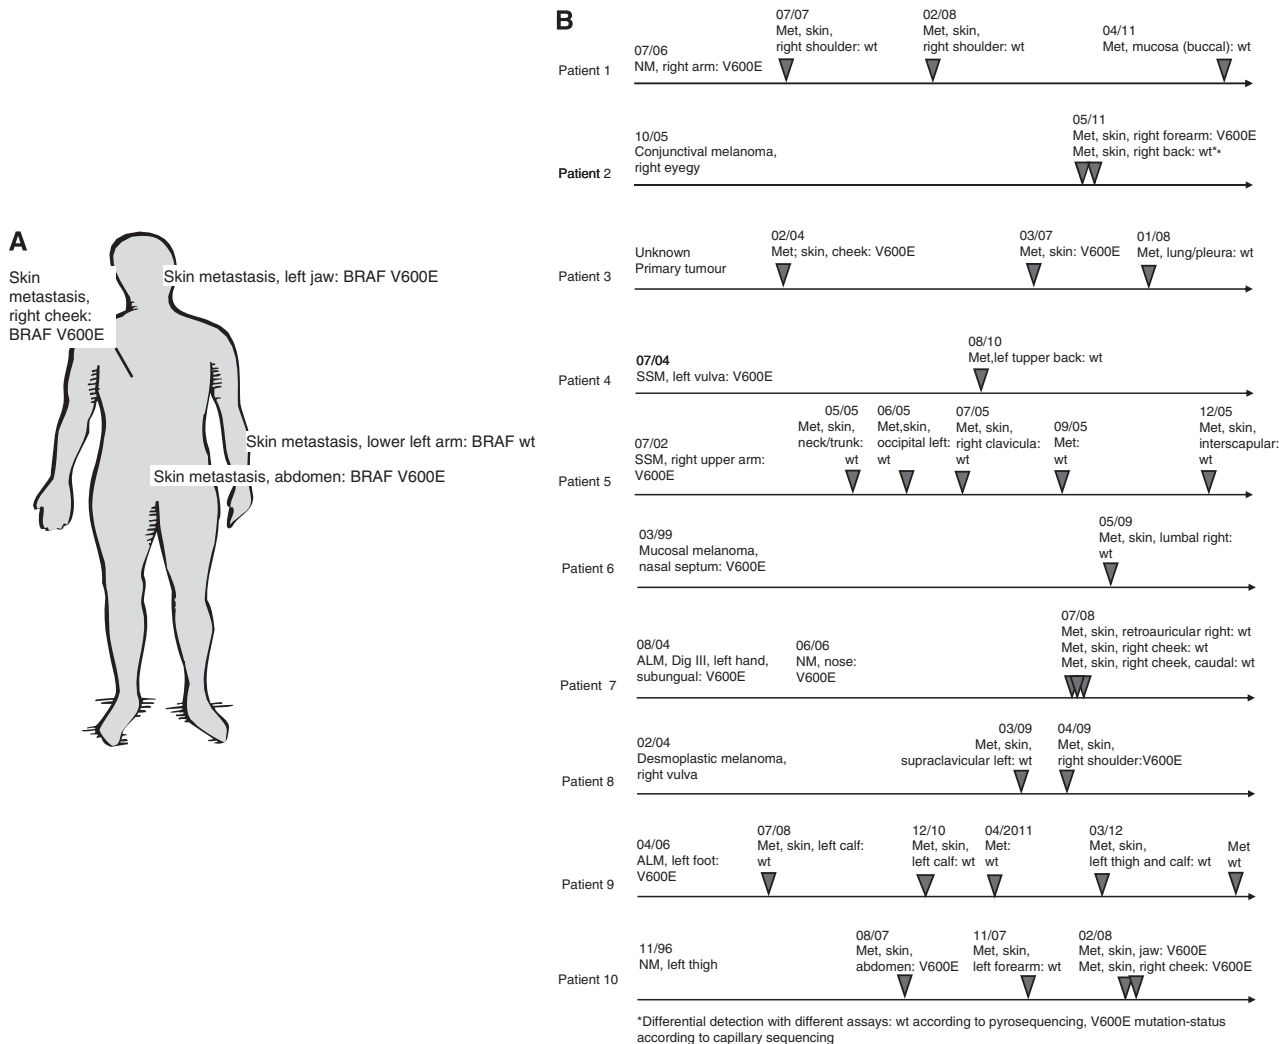 A
Skin
metastasis,
right cheek:
BRAF V600E
Skin metastasis, left jaw: BRAF V600E
Skin metastasis, lower left arm: BRAF wt
Skin metastasis, abdomen: BRAF V600E
B
Patient 1
07/06
NM, right arm: V600E
07/07
Met, skin,
right shoulder: wt
02/08
Met, skin,
right shoulder: wt
04/11
Met, mucosa (buccal): wt
Patient 2
10/05
Conjunctival melanoma,
right eyegy
05/11
Met, skin, right forearm: V600E
Met, skin, right back: wt**
Patient 3
Unknown
Primary tumour
02/04
Met; skin, cheek: V600E
03/07
Met, skin: V600E
01/08
Met, lung/pleura: wt
Patient 4
07/04
SSM, left vulva: V600E
08/10
Met,lef tupper back: wt
Patient 5
07/02
SSM, right upper arm:
V600E
05/05
Met, skin,
neck/trunk:
wt
06/05
Met,skin,
occipital left:
wt
07/05
Met, skin,
right clavicula:
wt
09/05
Met:
wt
12/05
Met, skin,
interscapular:
wt
Patient 6
03/99
Mucosal melanoma,
nasal septum: V600E
05/09
Met, skin, lumbal right:
wt
Patient 7
08/04
ALM, Dig III, left hand,
subungual: V600E
06/06
NM, nose:
V600E
07/08
Met, skin, retroauricular right: wt
Met, skin, right cheek: wt
Met, skin, right cheek, caudal: wt
Patient 8
02/04
Desmoplastic melanoma,
right vulva
03/09
Met, skin,
supraclavicular left: wt
04/09
Met, skin,
right shoulder:V600E
Patient 9
04/06
ALM, left foot:
V600E
07/08
Met, skin, left calf:
wt
12/10
Met, skin,
left calf: wt
04/2011
Met:
wt
03/12
Met, skin,
left thigh and calf: wt
Met
wt
Patient 10
11/96
NM, left thigh
08/07
Met, skin,
abdomen: V600E
11/07
Met, skin,
left forearm: wt
02/08
Met, skin, jaw: V600E
Met, skin, right cheek: V600E
*Differential detection with different assays: wt according to pyrosequencing, V600E mutation-status
according to capillary sequencing